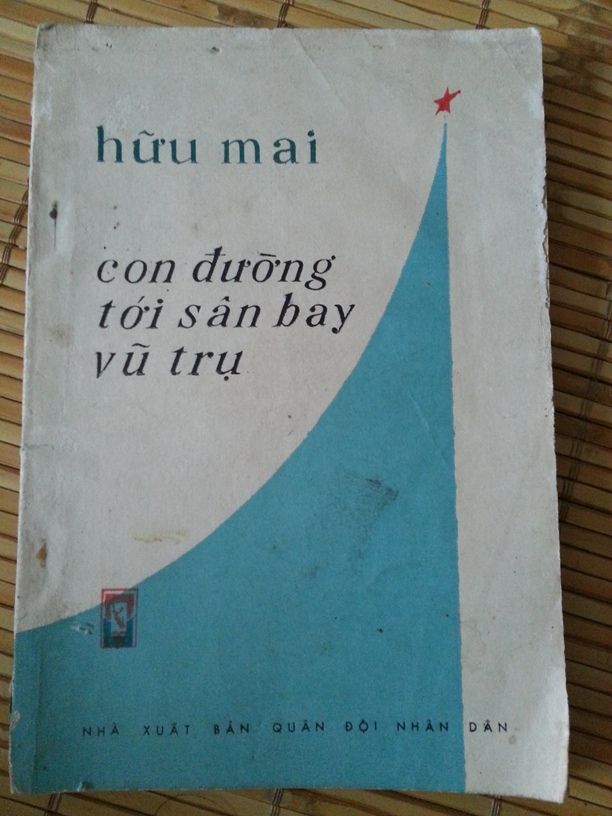 hữu mai
con đường
tới sân bay
vũ trụ
NHÀ XUẤT BẢN QUÂN ĐỘI NHÂN DÂN